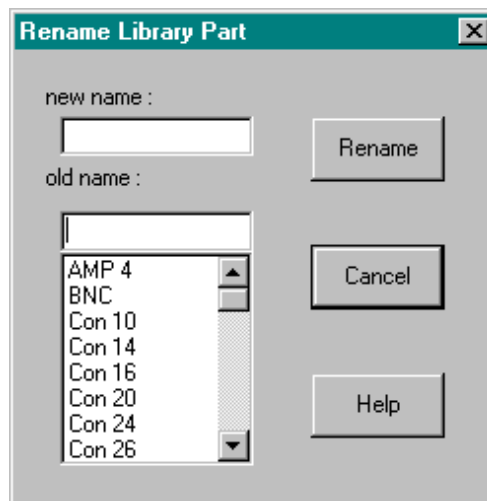 Rename Library Part
new name :
Rename
old name :
AMP 4
BNC
Cancel
Con 10
Con 14
Con 16
Con 20
Help
Con 24
Con 26